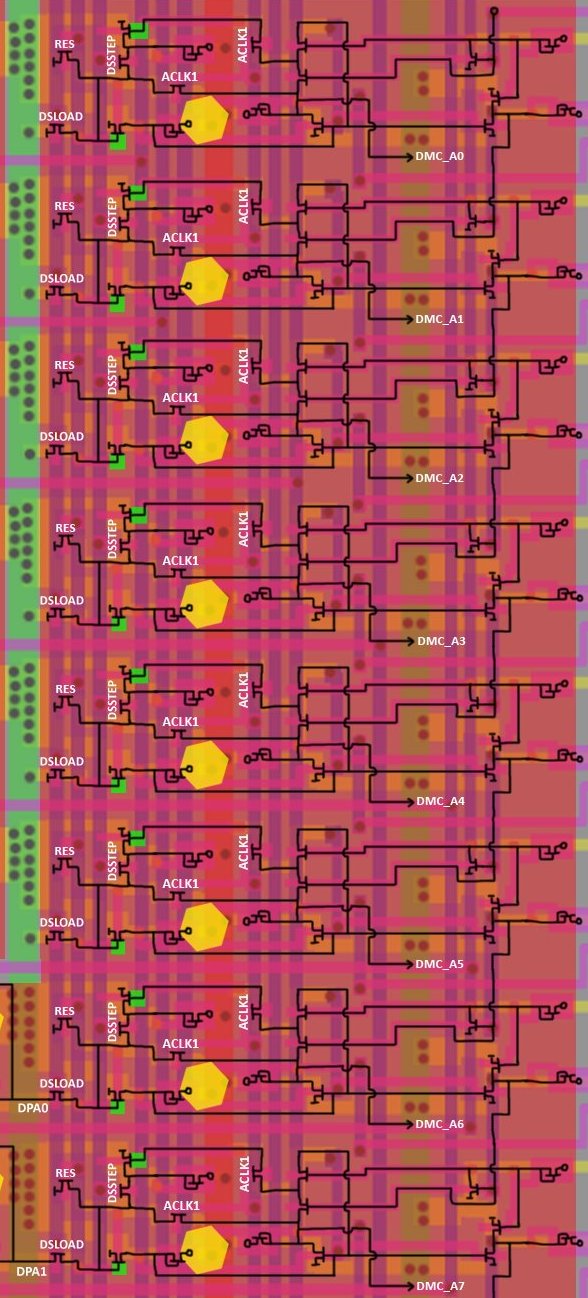 RES
DSSTEP
ACLK1
ACLK1
DSLOAD
DMC_A0
RES
DSSTEP
ACLK1
ACLK1
DSLOAD
DMC_A1
RES
DSSTEP
ACLK1
ACLK1
DSLOAD
DMC_A2
RES
DSSTEP
ACLK1
ACLK1
DSLOAD
DMC_A3
RES
DSSTEP
ACLK1
ACLK1
DSLOAD
DMC_A4
RES
DSSTEP
ACLK1
ACLK1
DSLOAD
DMC_A5
RES
DSSTEP
ACLK1
ACLK1
DSLOAD
DPA0
DMC_A6
RES
DSSTEP
ACLK1
ACLK1
DSLOAD
DPA1
DMC_A7